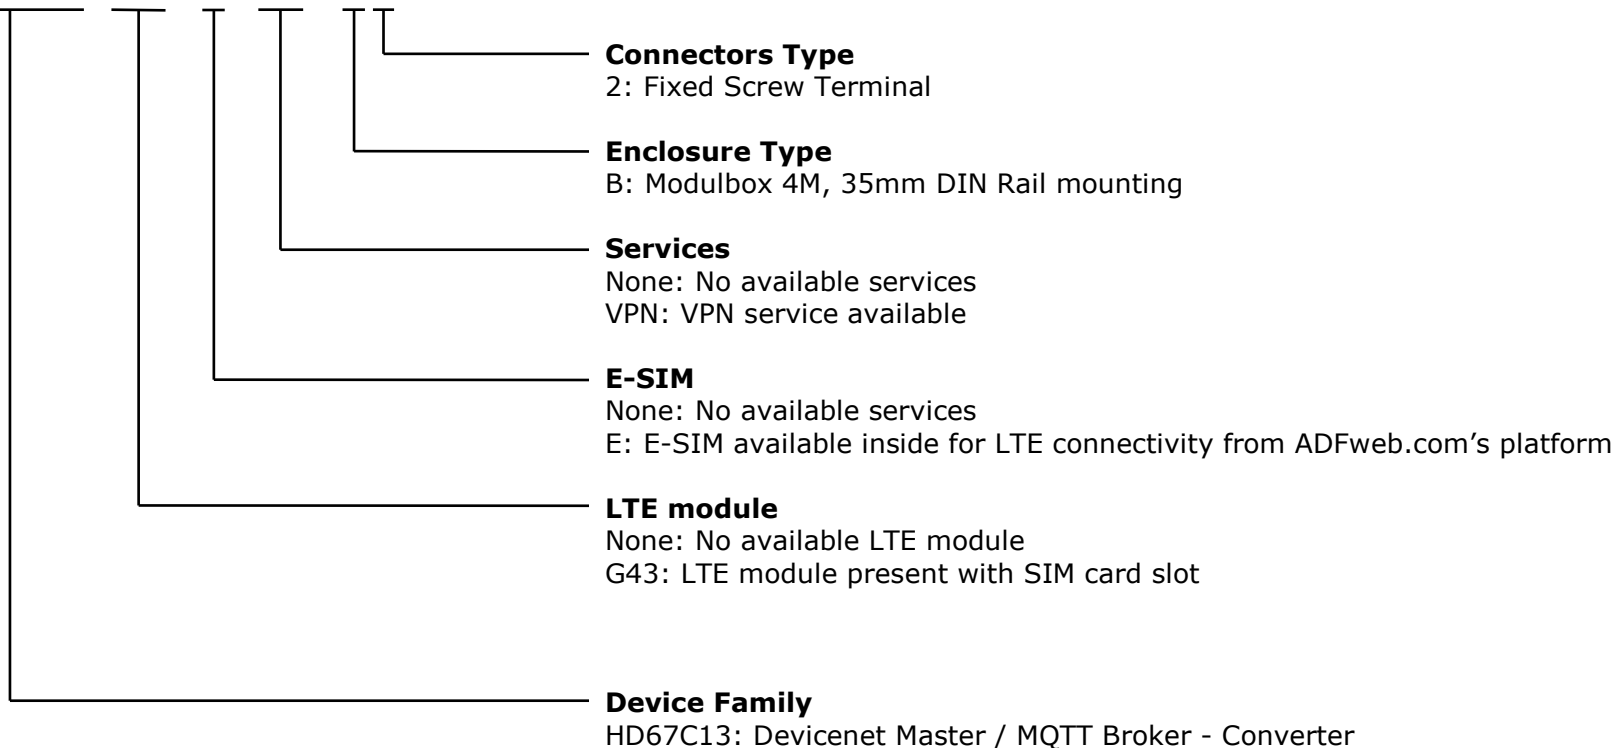 Connectors Type
2: Fixed Screw Terminal
Enclosure Type
B: Modulbox 4M, 35mm DIN Rail mounting
Services
None: No available services
VPN: VPN service available
E-SIM
None: No available services
E: E-SIM available inside for LTE connectivity from ADFweb.com’s platform
LTE module
None: No available LTE module
G43: LTE module present with SIM card slot
Device Family
HD67C13: Devicenet Master / MQTT Broker - Converter